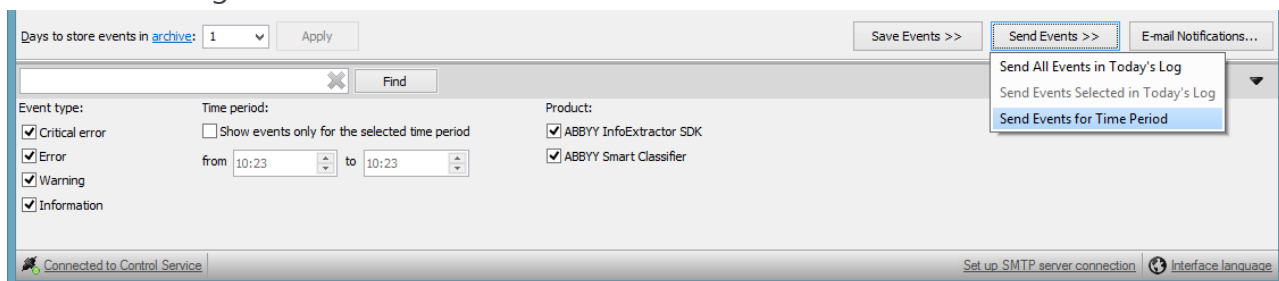 Days to store events in archive: 1 Apply Save Events >> Send Events >> E-mail Notifications...
Send All Events in Today's Log
Find
Send Events Selected in Today's Log
Event type: Time period: Product:
Send Events for Time Period
Critical error Show events only for the selected time period ABBYY InfoExtractor SDK
Error from 10:23 to 10:23 ABBYY Smart Classifier
Warning
Information
Connected to Control Service Set up SMTP server connection Interface language